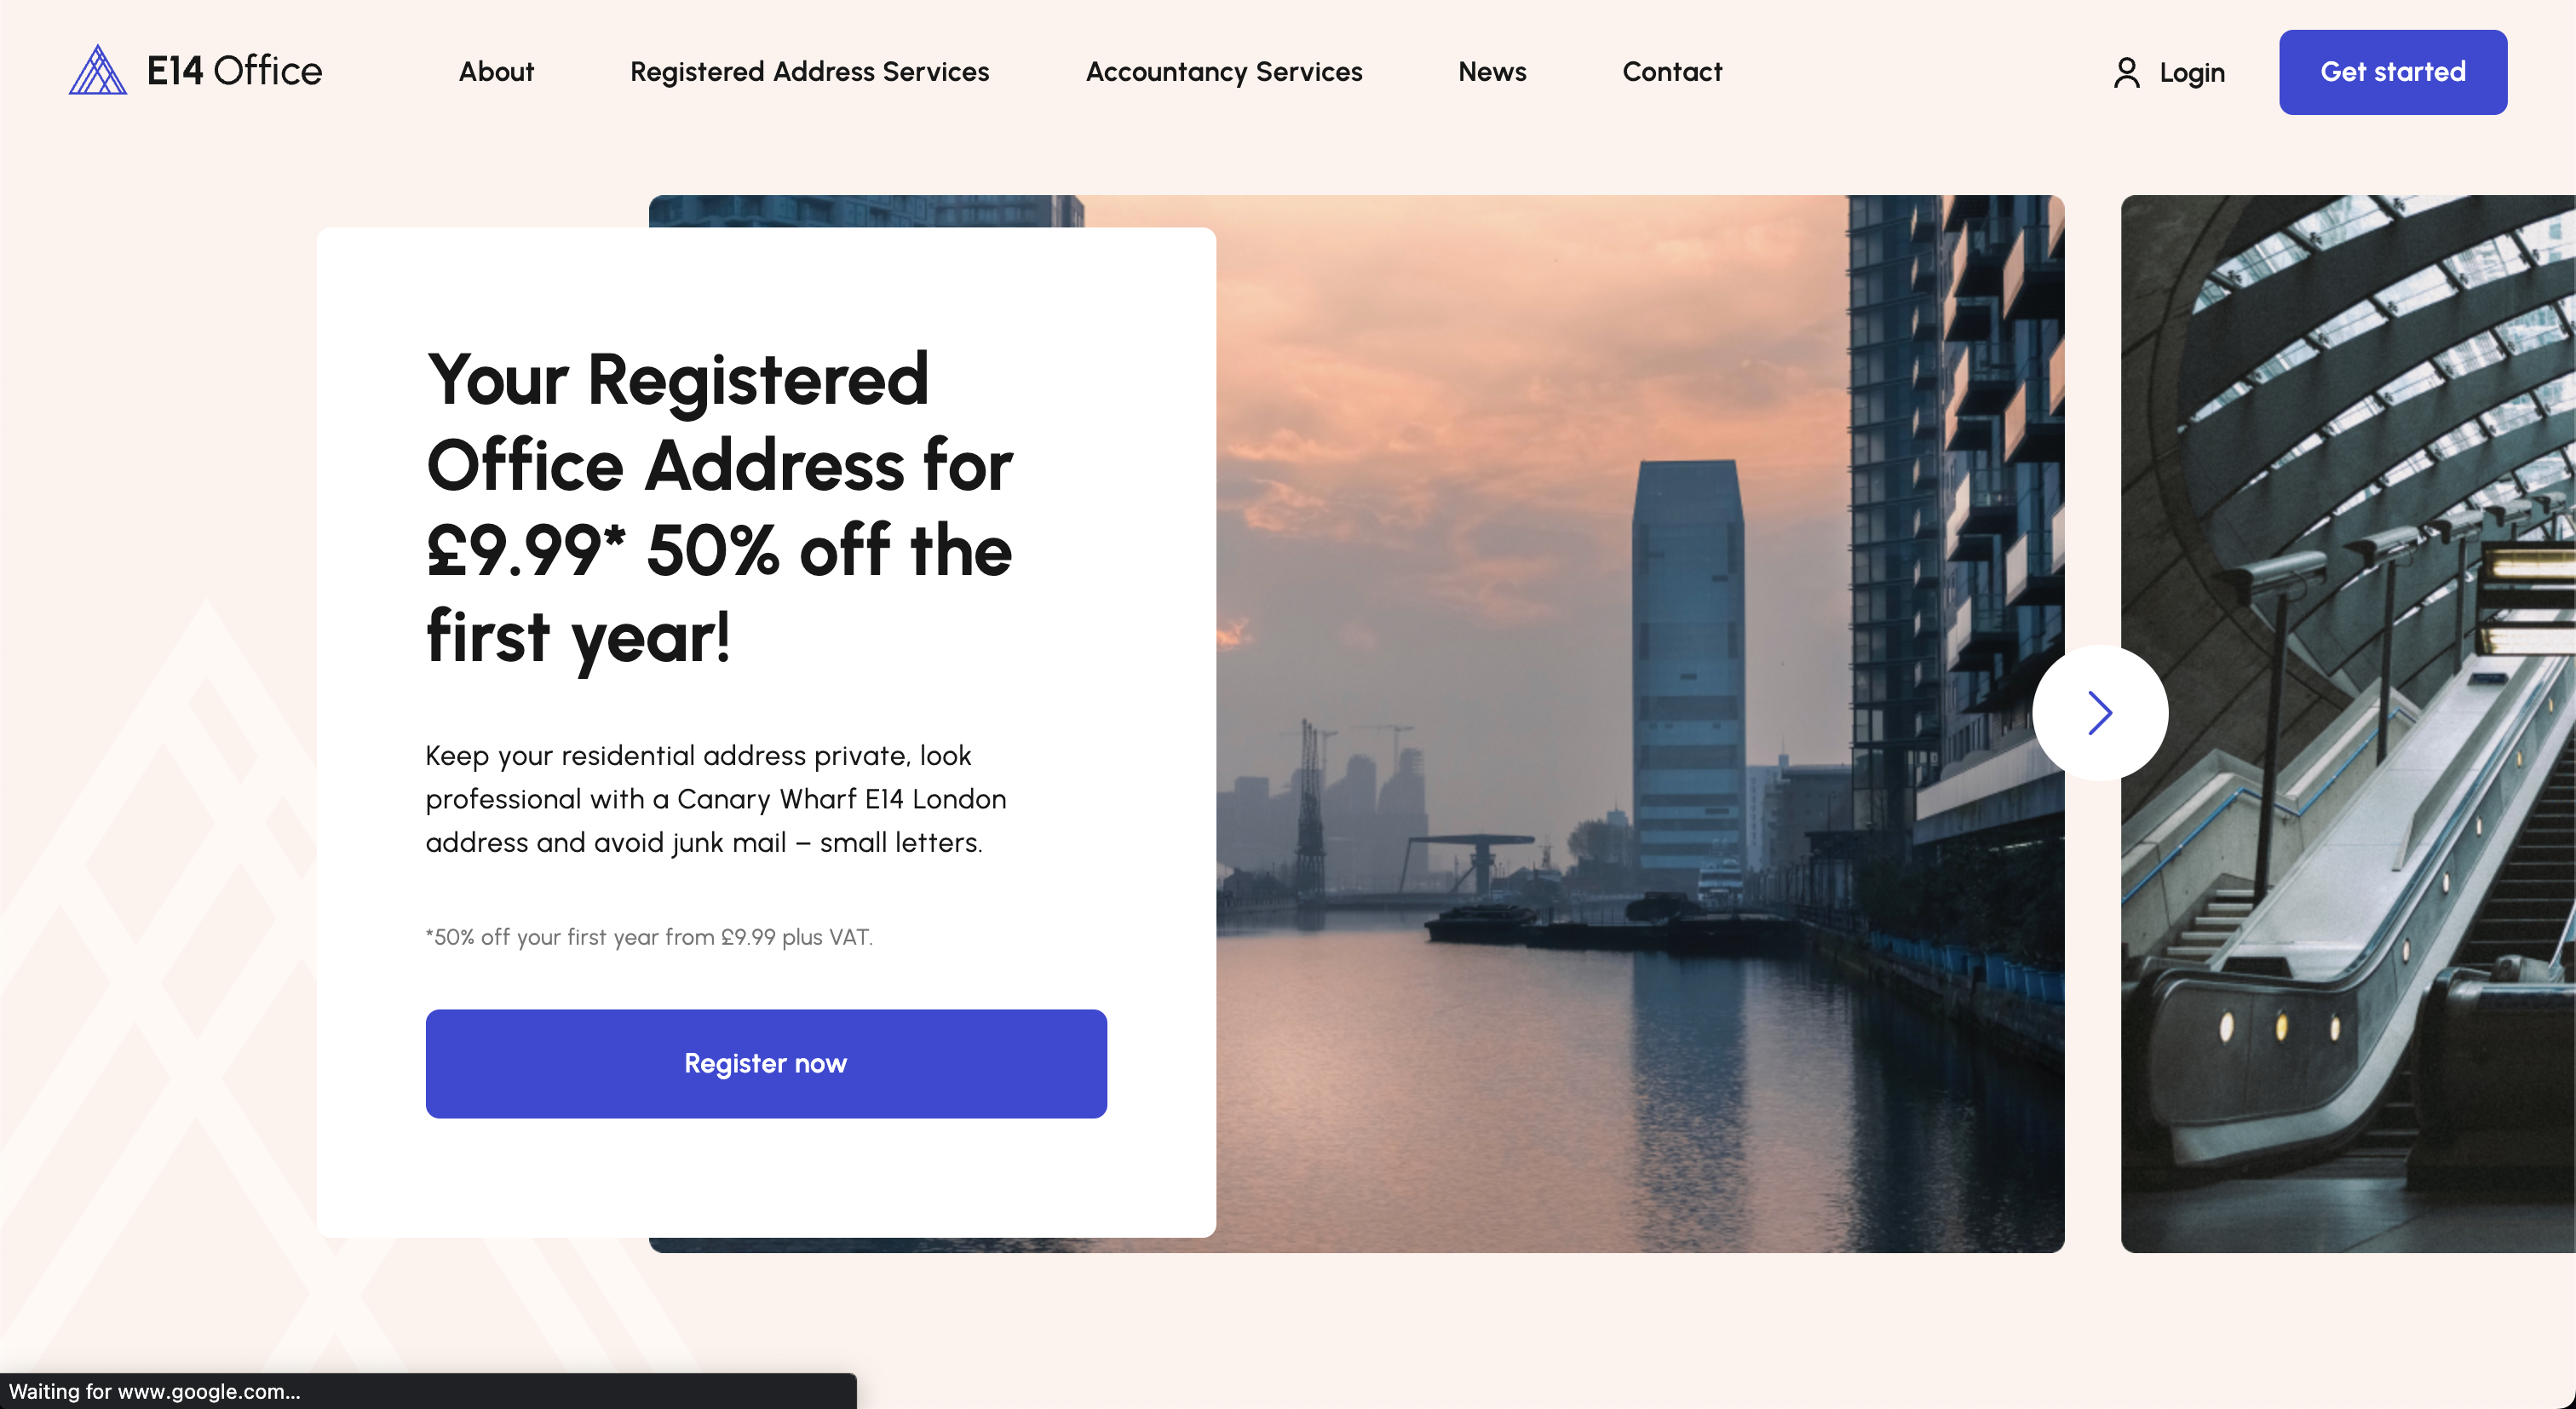 E14 Office
About
Registered Address Services
Accountancy Services
News
Contact
Login
Get started
Your Registered
Office Address for
£9.99* 50% off the
first year!
Keep your residential address private, look
professional with a Canary Wharf E14 London
address and avoid junk mail – small letters.
*50% off your first year from £9.99 plus VAT.
Register now
Waiting for www.google.com...